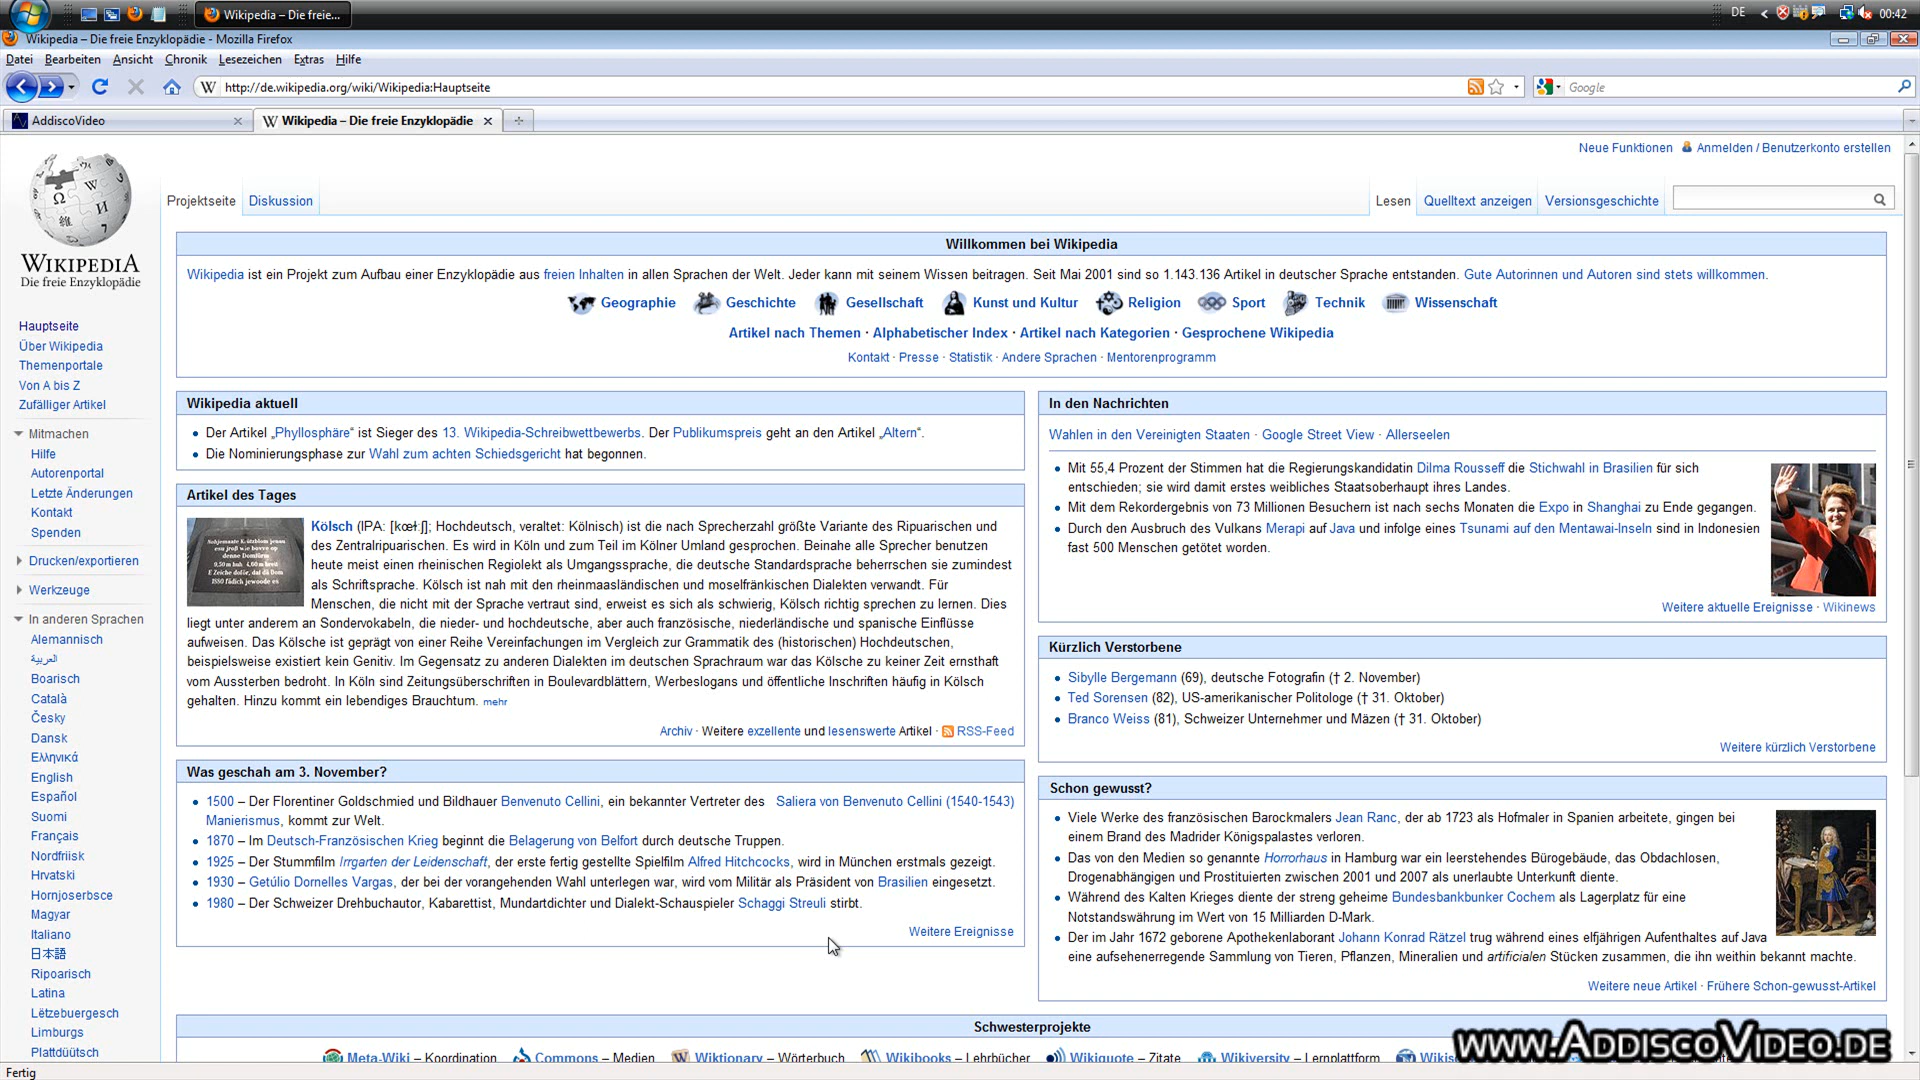 Wikipedia – Die freie...
DE
00:42
Wikipedia – Die freie Enzyklopädie - Mozilla Firefox
Datei Bearbeiten Ansicht Chronik Lesezeichen Extras Hilfe
http://de.wikipedia.org/wiki/Wikipedia:Hauptseite
Google
AddiscoVideo
Wikipedia – Die freie Enzyklopädie
Neue Funktionen Anmelden / Benutzerkonto erstellen
Projektseite Diskussion
Lesen Quelltext anzeigen Versionsgeschichte
WIKIPEDIA
Die freie Enzyklopädie
Hauptseite
Über Wikipedia
Themenportale
Von A bis Z
Zufälliger Artikel
Mitmachen
Hilfe
Autorenportal
Letzte Änderungen
Kontakt
Spenden
Drucken/exportieren
Werkzeuge
In anderen Sprachen
Alemannisch
العربية
Boarisch
Català
Česky
Dansk
Ελληνικά
English
Español
Suomi
Français
Nordfriisk
Hrvatski
Hornjoserbsce
Magyar
Italiano
日本語
Ripoarisch
Latina
Lëtzebuergesch
Limburgs
Plattdüütsch
Willkommen bei Wikipedia
Wikipedia ist ein Projekt zum Aufbau einer Enzyklopädie aus freien Inhalten in allen Sprachen der Welt. Jeder kann mit seinem Wissen beitragen. Seit Mai 2001 sind so 1.143.136 Artikel in deutscher Sprache entstanden. Gute Autorinnen und Autoren sind stets willkommen.
Geographie Geschichte Gesellschaft Kunst und Kultur Religion Sport Technik Wissenschaft
Artikel nach Themen · Alphabetischer Index · Artikel nach Kategorien · Gesprochene Wikipedia
Kontakt · Presse · Statistik · Andere Sprachen · Mentorenprogramm
Wikipedia aktuell
Der Artikel „Phyllosphäre“ ist Sieger des 13. Wikipedia-Schreibwettbewerbs. Der Publikumspreis geht an den Artikel „Altern“.
Die Nominierungsphase zur Wahl zum achten Schiedsgericht hat begonnen.
Artikel des Tages
Kölsch (IPA: [kœɫːʃ]; Hochdeutsch, veraltet: Kölnisch) ist die nach Sprecherzahl größte Variante des Ripuarischen und
des Zentralripuarischen. Es wird in Köln und zum Teil im Kölner Umland gesprochen. Beinahe alle Sprecher benutzen
heute meist einen rheinischen Regiolekt als Umgangssprache, die deutsche Standardsprache beherrschen sie zumindest
als Schriftsprache. Kölsch ist nah mit den rheinmaasländischen und moselfränkischen Dialekten verwandt. Für
Menschen, die nicht mit der Sprache vertraut sind, erweist es sich als schwierig, Kölsch richtig sprechen zu lernen. Dies
liegt unter anderem an Sondervokabeln, die nieder- und hochdeutsche, aber auch französische, niederländische und spanische Einflüsse
aufweisen. Das Kölsche ist geprägt von einer Reihe Vereinfachungen im Vergleich zur Grammatik des (historischen) Hochdeutschen,
beispielsweise existiert kein Genitiv. Im Gegensatz zu anderen Dialekten im deutschen Sprachraum war das Kölsche zu keiner Zeit ernsthaft
vom Aussterben bedroht. In Köln sind Zeitungsüberschriften in Boulevardblättern, Werbeslogans und öffentliche Inschriften häufig in Kölsch
gehalten. Hinzu kommt ein lebendiges Brauchtum. mehr
Archiv · Weitere exzellente und lesenswerte Artikel · RSS-Feed
Was geschah am 3. November?
1500 – Der Florentiner Goldschmied und Bildhauer Benvenuto Cellini, ein bekannter Vertreter des
Manierismus, kommt zur Welt.
Saliera von Benvenuto Cellini (1540-1543)
1870 – Im Deutsch-Französischen Krieg beginnt die Belagerung von Belfort durch deutsche Truppen.
1925 – Der Stummfilm Irrgarten der Leidenschaft, der erste fertig gestellte Spielfilm Alfred Hitchcocks, wird in München erstmals gezeigt.
1930 – Getúlio Dornelles Vargas, der bei der vorangehenden Wahl unterlegen war, wird vom Militär als Präsident von Brasilien eingesetzt.
1980 – Der Schweizer Drehbuchautor, Kabarettist, Mundartdichter und Dialekt-Schauspieler Schaggi Streuli stirbt.
Weitere Ereignisse
In den Nachrichten
Wahlen in den Vereinigten Staaten · Google Street View · Allerseelen
Mit 55,4 Prozent der Stimmen hat die Regierungskandidatin Dilma Rousseff die Stichwahl in Brasilien für sich
entschieden; sie wird damit erstes weibliches Staatsoberhaupt ihres Landes.
Mit dem Rekordergebnis von 73 Millionen Besuchern ist nach sechs Monaten die Expo in Shanghai zu Ende gegangen.
Durch den Ausbruch des Vulkans Merapi auf Java und infolge eines Tsunami auf den Mentawai-Inseln sind in Indonesien
fast 500 Menschen getötet worden.
Weitere aktuelle Ereignisse · Wikinews
Kürzlich Verstorbene
Sibylle Bergemann (69), deutsche Fotografin († 2. November)
Ted Sorensen (82), US-amerikanischer Politologe († 31. Oktober)
Branco Weiss (81), Schweizer Unternehmer und Mäzen († 31. Oktober)
Weitere kürzlich Verstorbene
Schon gewusst?
Viele Werke des französischen Barockmalers Jean Ranc, der ab 1723 als Hofmaler in Spanien arbeitete, gingen bei
einem Brand des Madrider Königspalastes verloren.
Das von den Medien so genannte Horrorhaus in Hamburg war ein leerstehendes Bürogebäude, das Obdachlosen,
Drogenabhängigen und Prostituierten zwischen 2001 und 2007 als unerlaubte Unterkunft diente.
Während des Kalten Krieges diente der streng geheime Bundesbankbunker Cochem als Lagerplatz für eine
Notstandswährung im Wert von 15 Milliarden D-Mark.
Der im Jahr 1672 geborene Apothekenlaborant Johann Konrad Rätzel trug während eines elfjährigen Aufenthaltes auf Java
eine aufsehenerregende Sammlung von Tieren, Pflanzen, Mineralien und artificialen Stücken zusammen, die ihn weithin bekannt machte.
Weitere neue Artikel · Frühere Schon-gewusst-Artikel
Schwesterprojekte
Meta-Wiki – Koordination Commons – Medien Wiktionary – Wörterbuch Wikibooks – Lehrbücher Wikiquote – Zitate Wikiversity – Lernplattform
www.AddiscoVideo.de
Fertig